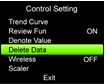 Control Setting
Trend Curve
Review Fun ON
Denote Value
Delete Data
Wireless OFF
Scaler
Exit